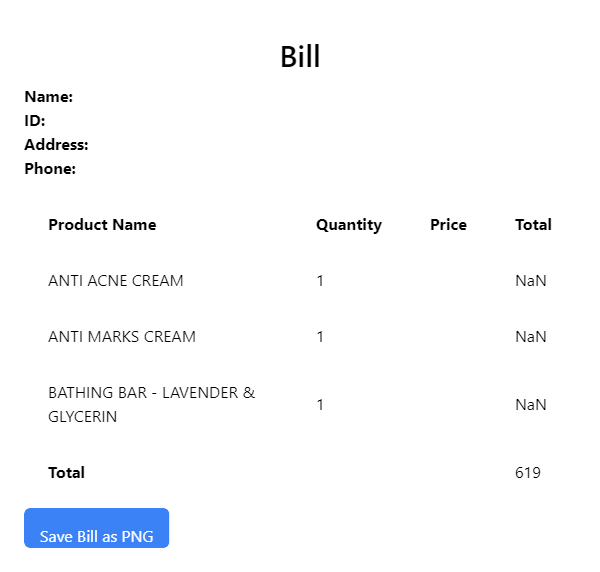 Bill
Name:
ID:
Address:
Phone:
Product Name Quantity Price Total
ANTI ACNE CREAM 1 NaN
ANTI MARKS CREAM 1 NaN
BATHING BAR - LAVENDER &
GLYCERIN 1 NaN
Total 619
Save Bill as PNG